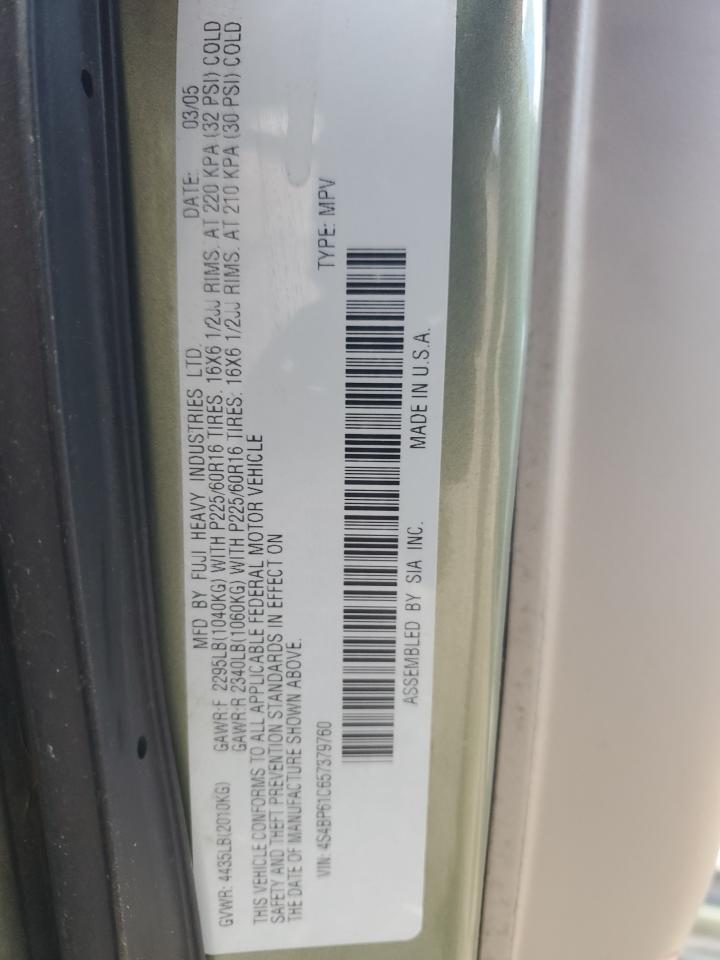 MFD BY FUJI HEAVY INDUSTRIES LTD. DATE: 03/05
GVWR: 4435LB(2010KG) GAWR:F 2295LB(1040KG) WITH P225/60R16 TIRES. 16X6 1/2JJ RIMS. AT 220 KPA (32 PSI) COLD
GAWR:R 2340LB(1060KG) WITH P225/60R16 TIRES: 16X6 1/2JJ RIMS. AT 210 KPA (30 PSI) COLD.
THIS VEHICLE CONFORMS TO ALL APPLICABLE FEDERAL MOTOR VEHICLE
SAFETY AND THEFT PREVENTION STANDARDS IN EFFECT ON
THE DATE OF MANUFACTURE SHOWN ABOVE.
VIN: 4S4BP61C657379760 TYPE: MPV
ASSEMBLED BY SIA INC. MADE IN U.S.A.